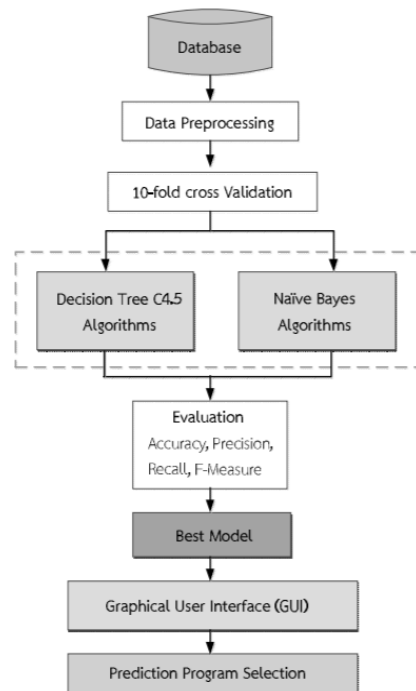 Database
Data Preprocessing
10-fold cross Validation
Decision Tree C4.5
Algorithms
Naïve Bayes
Algorithms
Evaluation
Accuracy, Precision,
Recall, F-Measure
Best Model
Graphical User Interface (GUI)
Prediction Program Selection